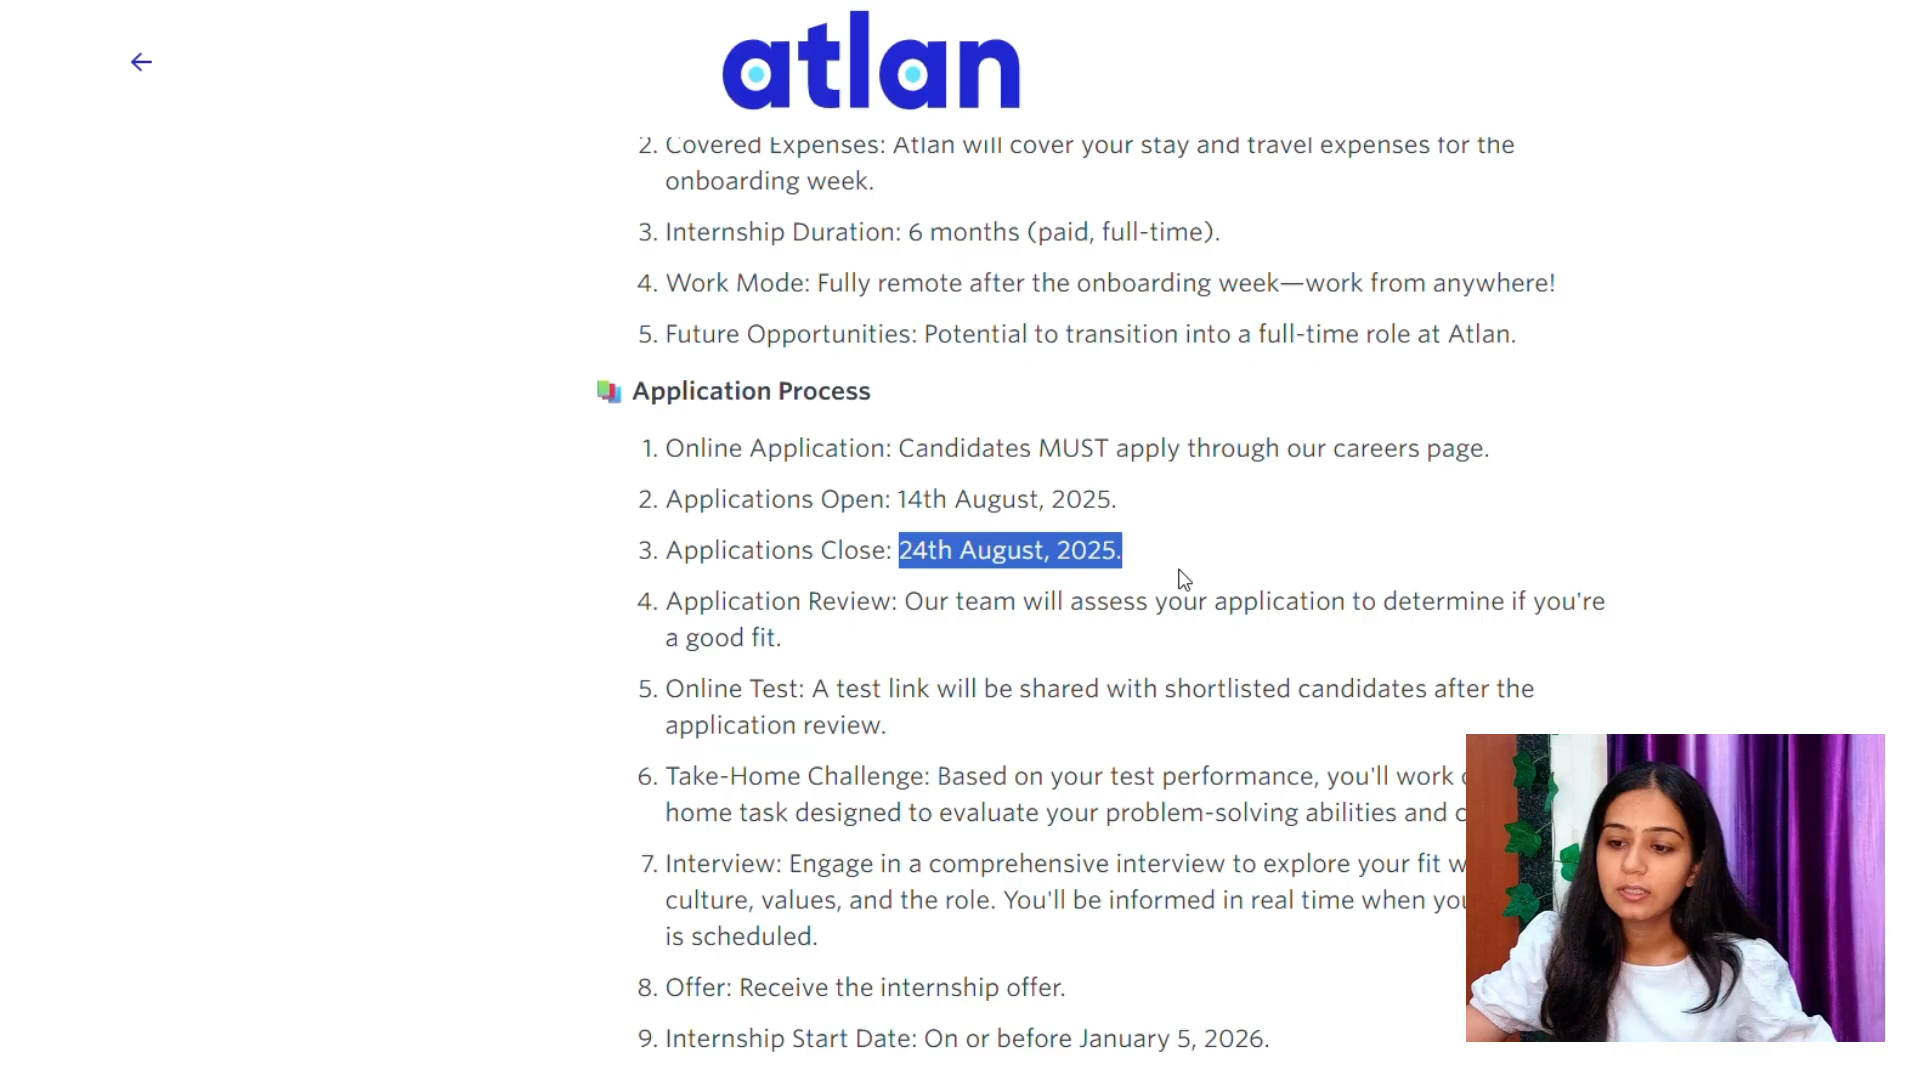 atlan
2. Covered Expenses: Atlan will cover your stay and travel expenses for the
onboarding week.
3. Internship Duration: 6 months (paid, full-time).
4. Work Mode: Fully remote after the onboarding week—work from anywhere!
5. Future Opportunities: Potential to transition into a full-time role at Atlan.
Application Process
1. Online Application: Candidates MUST apply through our careers page.
2. Applications Open: 14th August, 2025.
3. Applications Close: 24th August, 2025.
4. Application Review: Our team will assess your application to determine if you're
a good fit.
5. Online Test: A test link will be shared with shortlisted candidates after the
application review.
6. Take-Home Challenge: Based on your test performance, you'll work
home task designed to evaluate your problem-solving abilities and
7. Interview: Engage in a comprehensive interview to explore your fit
culture, values, and the role. You'll be informed in real time when
is scheduled.
8. Offer: Receive the internship offer.
9. Internship Start Date: On or before January 5, 2026.